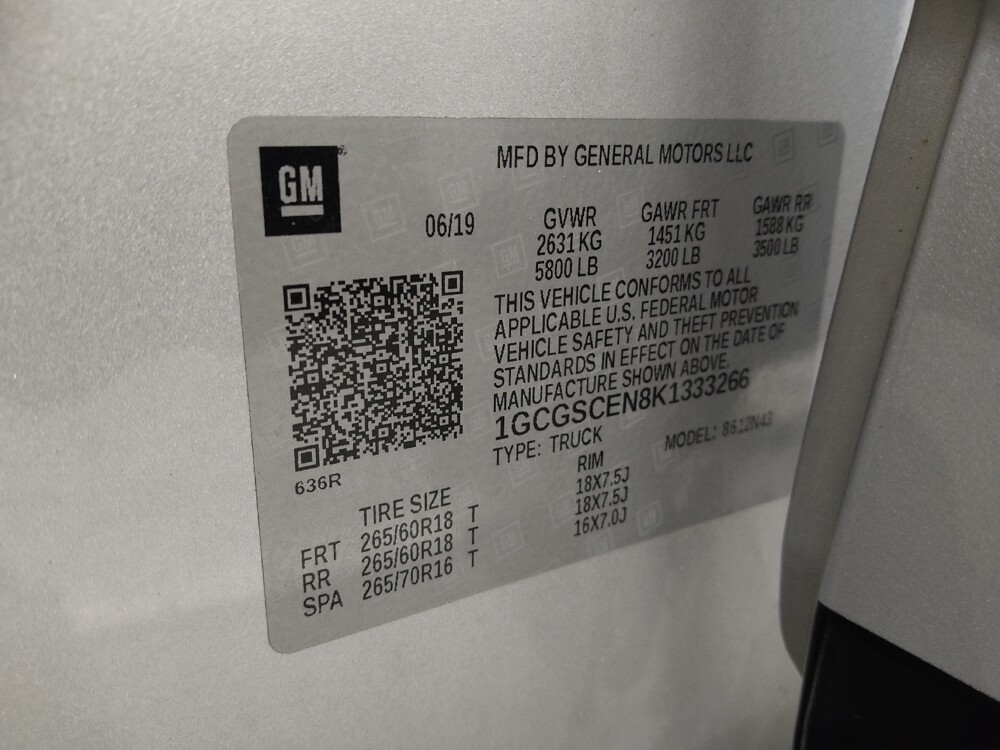 GM
MFD BY GENERAL MOTORS LLC
06/19
GVWR GAWR FRT GAWR RR
2631 KG 1451 KG 1588 KG
5800 LB 3200 LB 3500 LB
THIS VEHICLE CONFORMS TO ALL
APPLICABLE U.S. FEDERAL MOTOR
VEHICLE SAFETY AND THEFT PREVENTION
STANDARDS IN EFFECT ON THE DATE OF
MANUFACTURE SHOWN ABOVE.
1GCGSCEN8K1333266
TYPE: TRUCK MODEL: 8612N43
636R
TIRE SIZE RIM
FRT 265/60R18 T 18X7.5J
RR 265/60R18 T 18X7.5J
SPA 265/70R16 T 16X7.0J